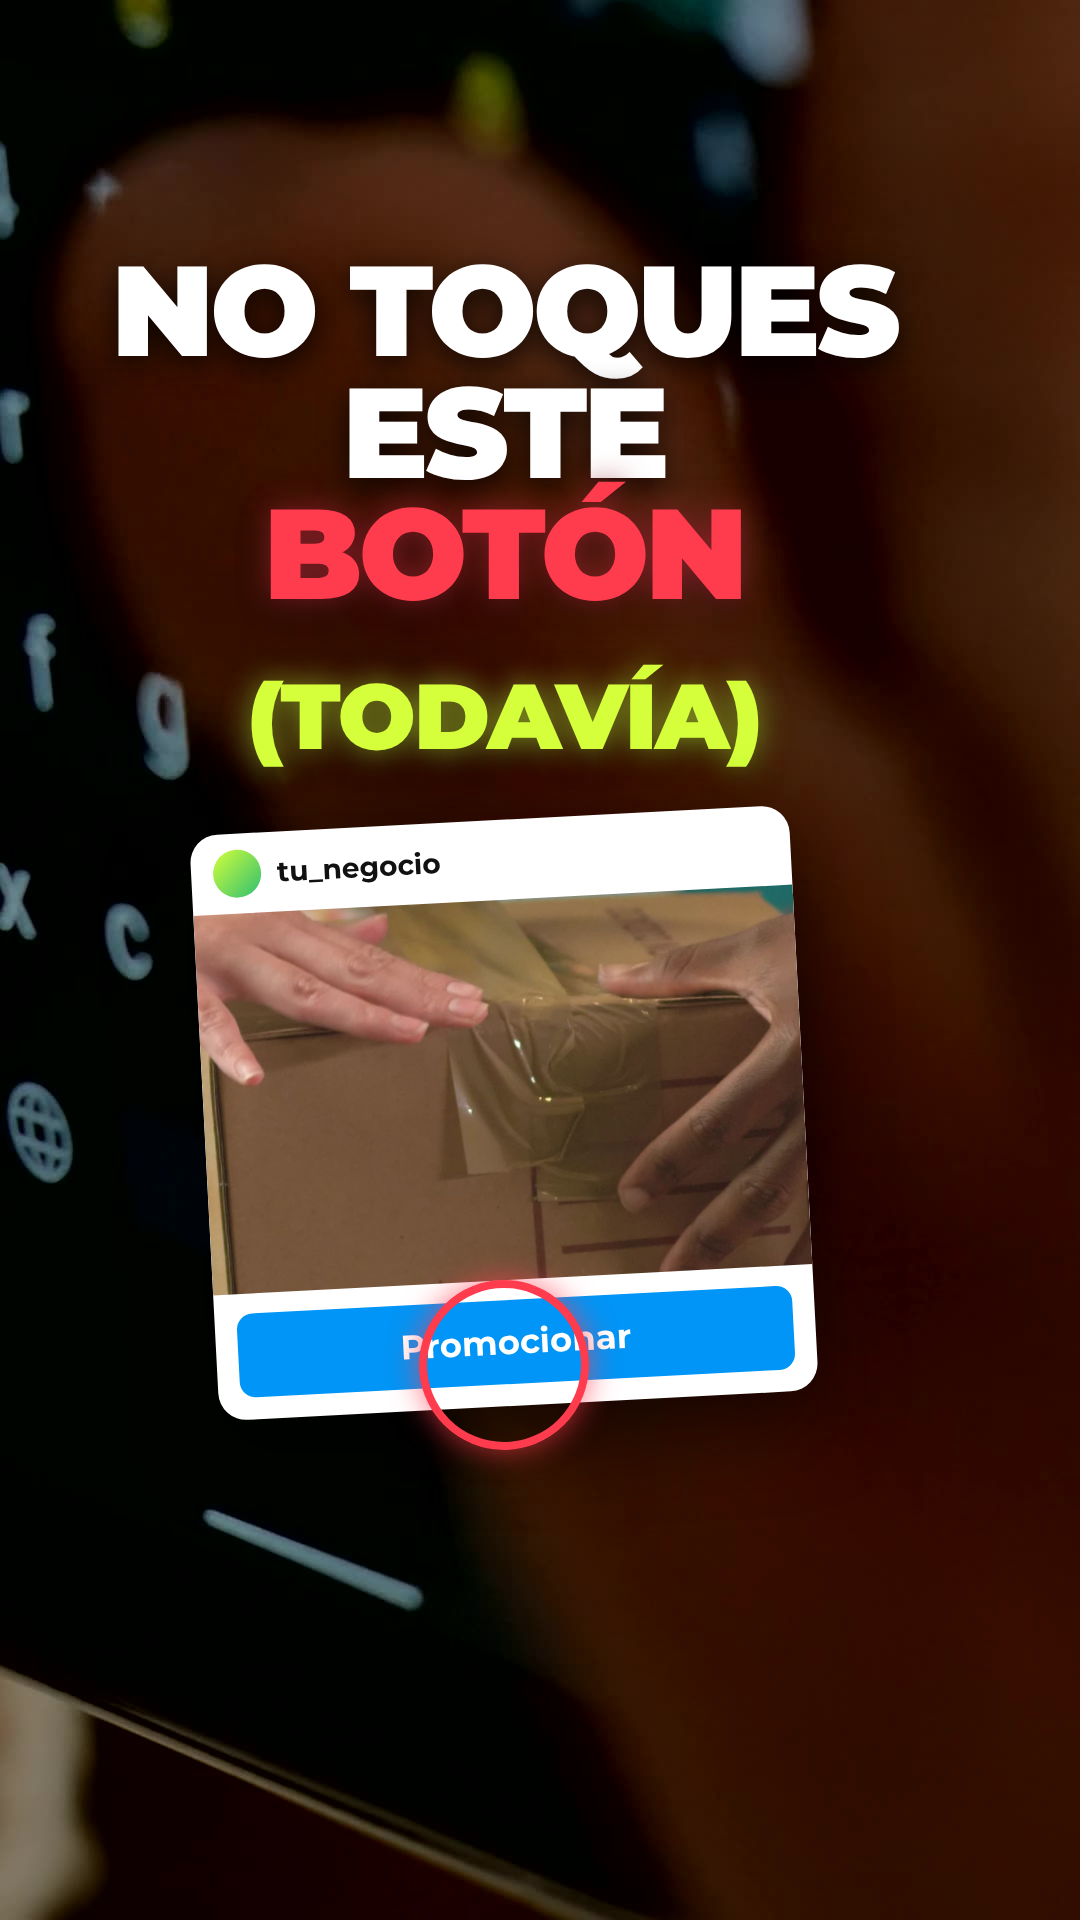 NO TOQUES
ESTE
BOTÓN
(TODAVÍA)
tu_negocio
Promocionar
r
f
g
x
c